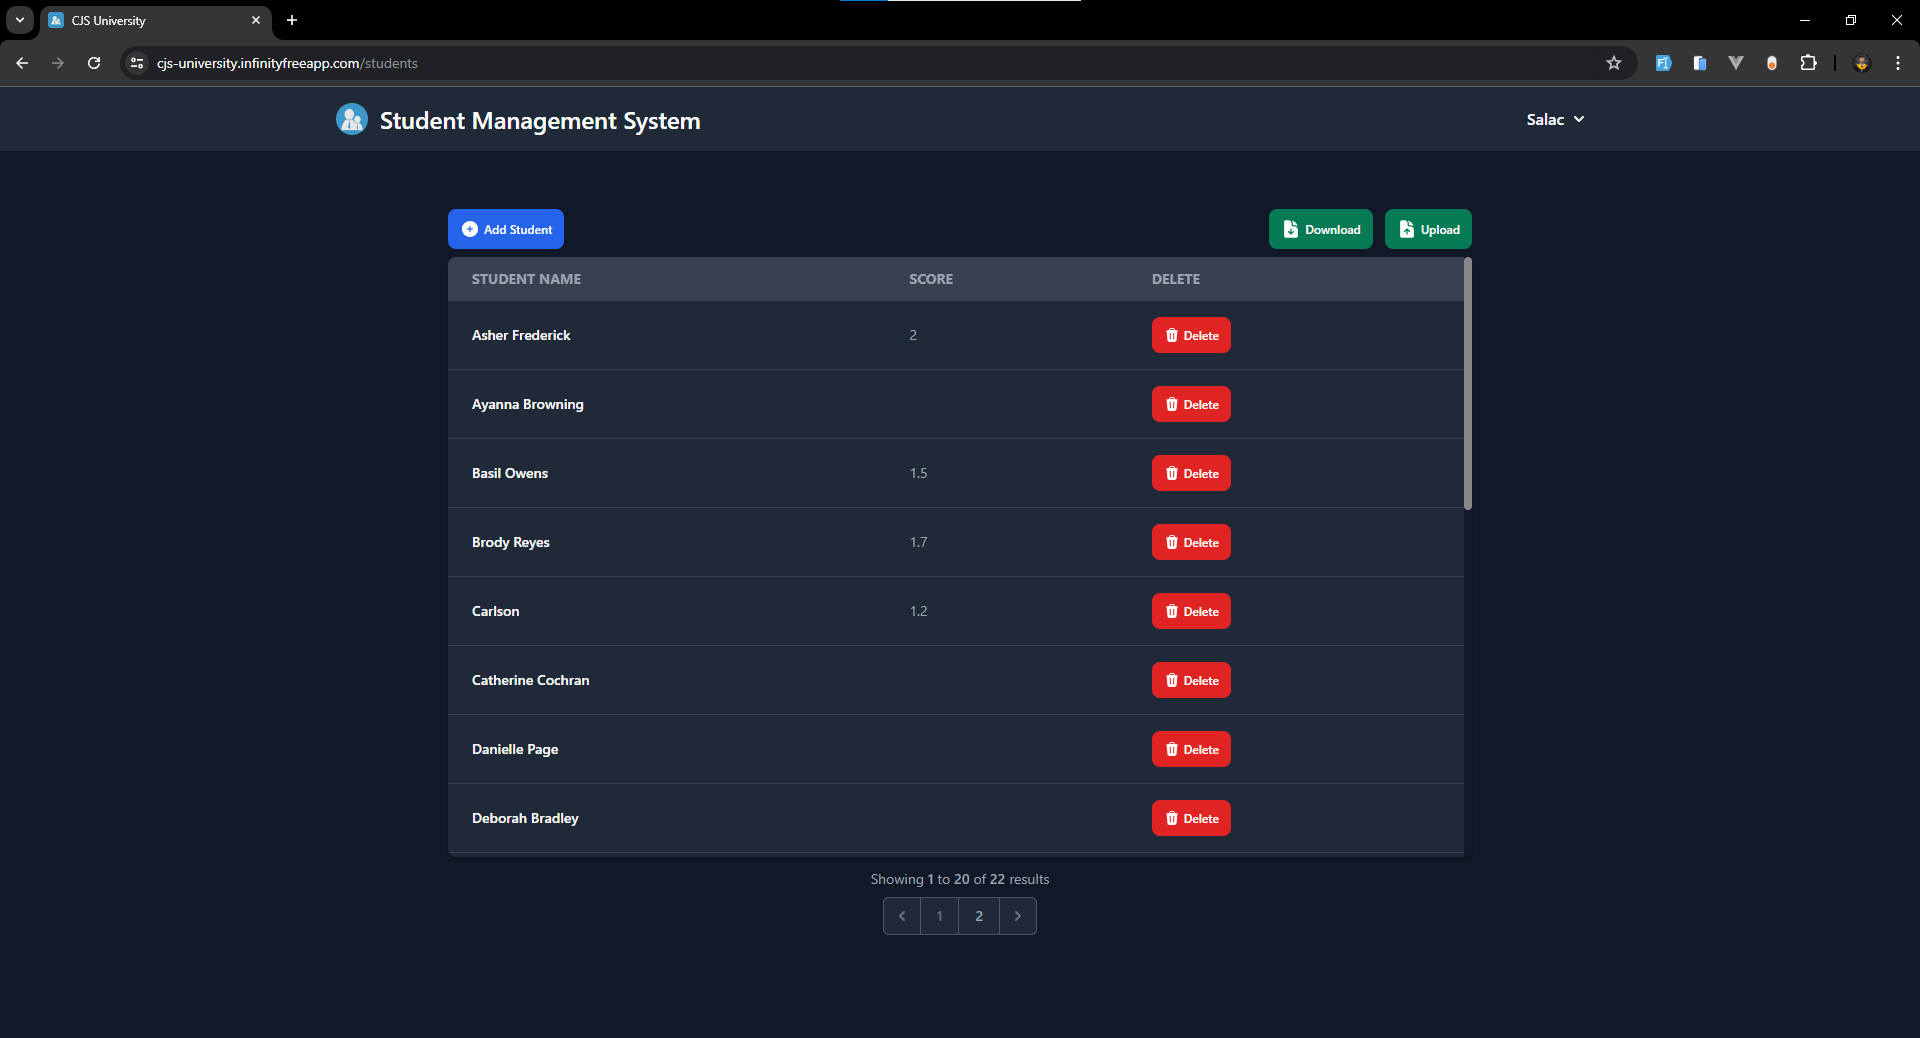 CJS University
cjs-university.infinityfreeapp.com/students
Student Management System
Salac
Add Student
Download
Upload
STUDENT NAME SCORE DELETE
Asher Frederick 2 Delete
Ayanna Browning Delete
Basil Owens 1.5 Delete
Brody Reyes 1.7 Delete
Carlson 1.2 Delete
Catherine Cochran Delete
Danielle Page Delete
Deborah Bradley Delete
Showing 1 to 20 of 22 results
1 2